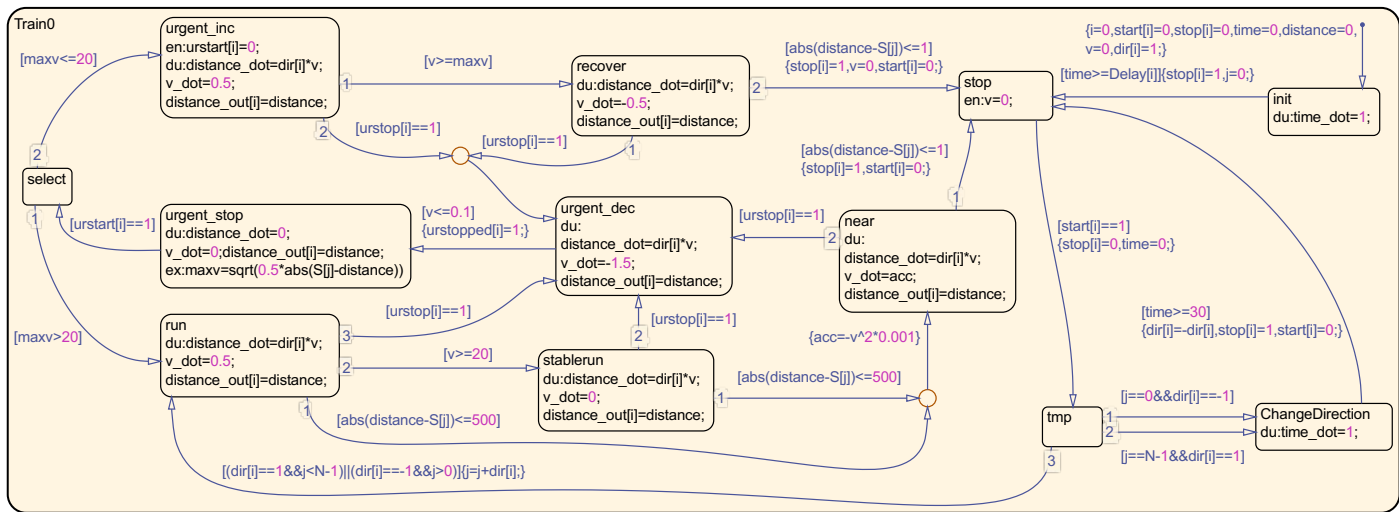 Train0
urgent_inc
en:urstart[i]=0;
du:distance_dot=dir[i]*v;
v_dot=0.5;
distance_out[i]=distance;
[maxv<=20]
[v>=maxv]
1
2
recover
du:distance_dot=dir[i]*v;
v_dot=-0.5;
distance_out[i]=distance;
2
1
[abs(distance-S[j])<=1]
{stop[i]=1,v=0,start[i]=0;}
stop
en:v=0;
{i=0,start[i]=0,stop[i]=0,time=0,distance=0,
v=0,dir[i]=1;}
[time>=Delay[i]]{stop[i]=1,j=0;}
init
du:time_dot=1;
[urstop[i]==1]
[urstop[i]==1]
2
select
1
[urstart[i]==1]
urgent_stop
du:distance_dot=0;
v_dot=0;distance_out[i]=distance;
ex:maxv=sqrt(0.5*abs(S[j]-distance))
[v<=0.1]
{urstopped[i]=1;}
urgent_dec
du:
distance_dot=dir[i]*v;
v_dot=-1.5;
distance_out[i]=distance;
[urstop[i]==1]
2
[abs(distance-S[j])<=1]
{stop[i]=1,start[i]=0;}
1
near
du:
distance_dot=dir[i]*v;
v_dot=acc;
distance_out[i]=distance;
[start[i]==1]
{stop[i]=0,time=0;}
[maxv>20]
run
du:distance_dot=dir[i]*v;
v_dot=0.5;
distance_out[i]=distance;
3
2
1
[urstop[i]==1]
[v>=20]
[urstop[i]==1]
2
stablerun
du:distance_dot=dir[i]*v;
v_dot=0;
distance_out[i]=distance;
1
{acc=-v^2*0.001}
[abs(distance-S[j])<=500]
[time>=30]
{dir[i]=-dir[i],stop[i]=1,start[i]=0;}
[abs(distance-S[j])<=500]
tmp
1
2
3
[j==0&&dir[i]==-1]
[j==N-1&&dir[i]==1]
ChangeDirection
du:time_dot=1;
[(dir[i]==1&&j<N-1)||(dir[i]==-1&&j>0)]{j=j+dir[i];}